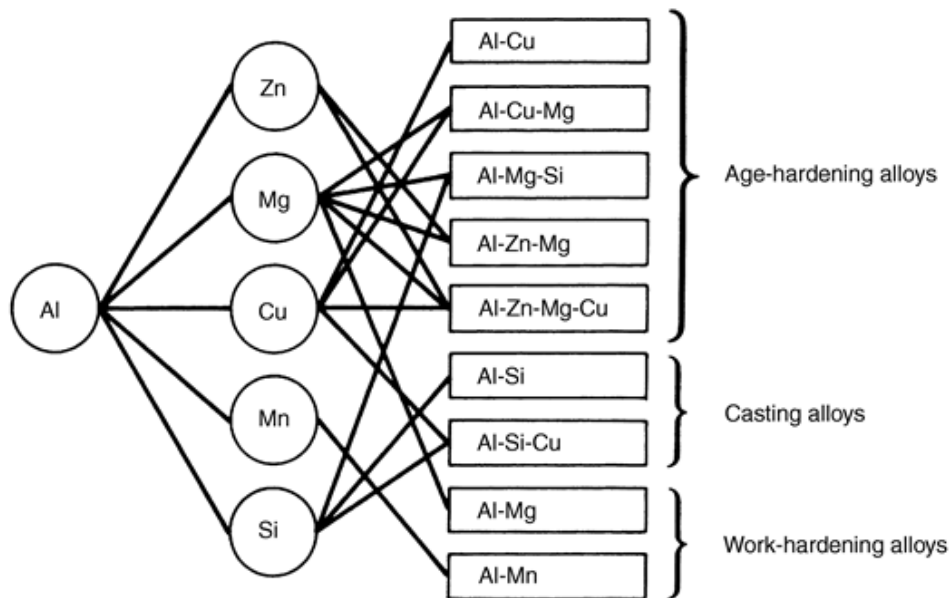 Al
Zn
Mg
Cu
Mn
Si
Al-Cu
Al-Cu-Mg
Al-Mg-Si
Al-Zn-Mg
Al-Zn-Mg-Cu
Al-Si
Al-Si-Cu
Al-Mg
Al-Mn
Age-hardening alloys
Casting alloys
Work-hardening alloys